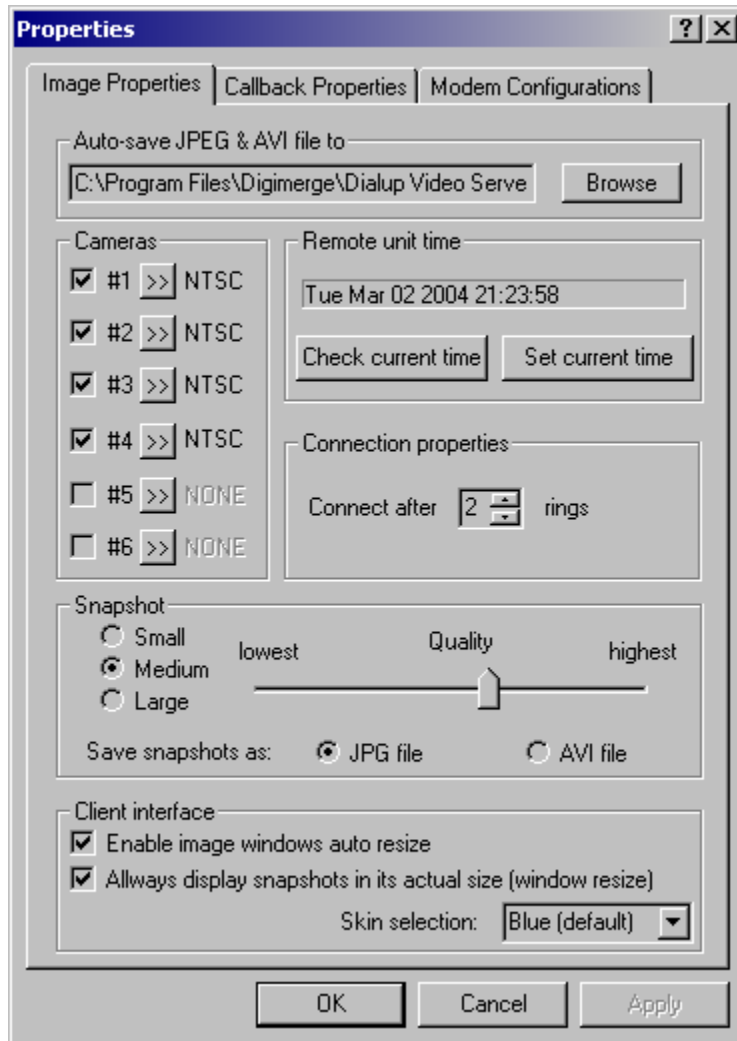 Properties
Image Properties Callback Properties Modem Configurations
Auto-save JPEG & AVI file to
C:\Program Files\Digimerge\Dialup Video Serve Browse
Cameras
#1 >> NTSC
#2 >> NTSC
#3 >> NTSC
#4 >> NTSC
#5 >> NONE
#6 >> NONE
Remote unit time
Tue Mar 02 2004 21:23:58
Check current time Set current time
Connection properties
Connect after 2 rings
Snapshot
Small
Medium
Large
lowest Quality highest
Save snapshots as: JPG file AVI file
Client interface
Enable image windows auto resize
Allways display snapshots in its actual size (window resize)
Skin selection: Blue (default)
OK Cancel Apply